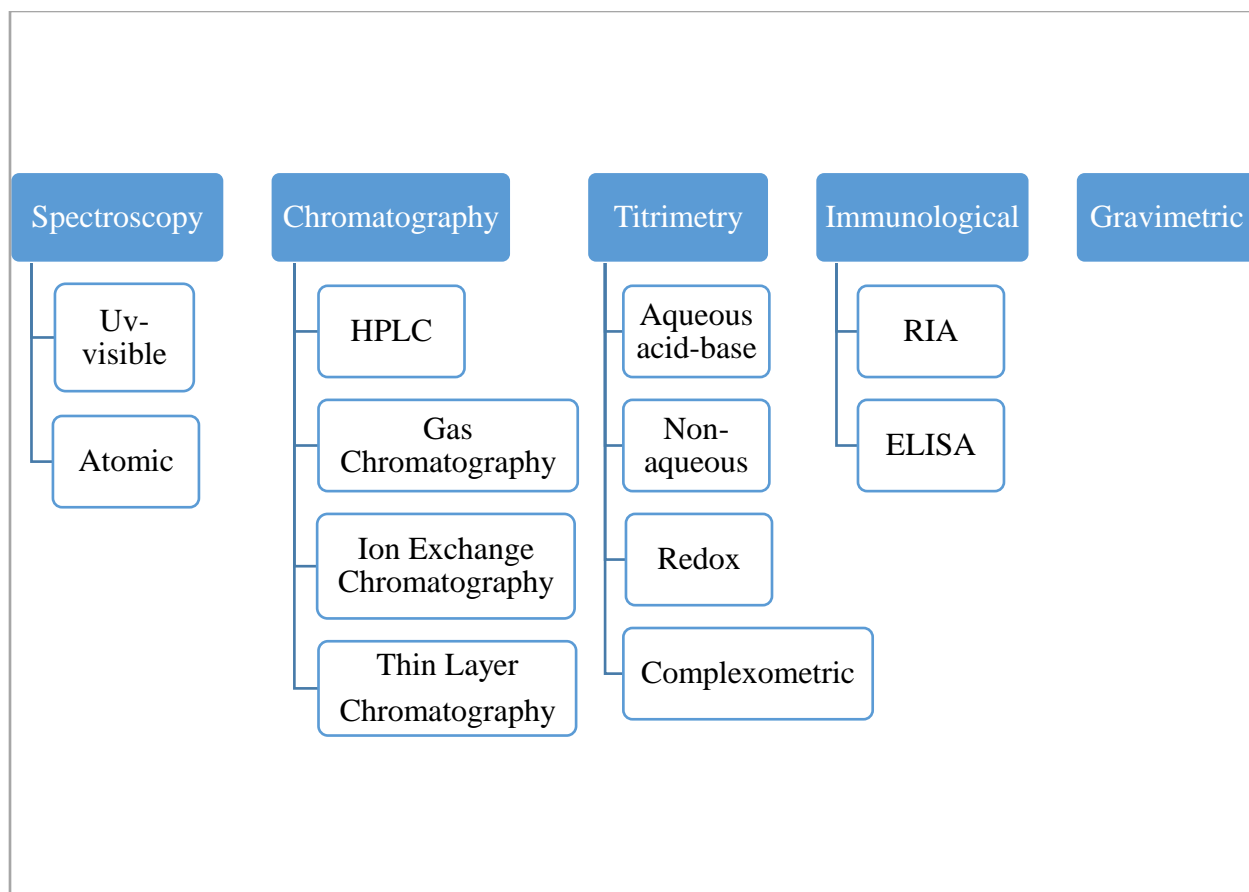 Spectroscopy
Uv-
visible
Atomic
Chromatography
HPLC
Gas
Chromatography
Ion Exchange
Chromatography
Thin Layer
Chromatography
Titrimetry
Aqueous
acid-base
Non-
aqueous
Redox
Complexometric
Immunological
RIA
ELISA
Gravimetric